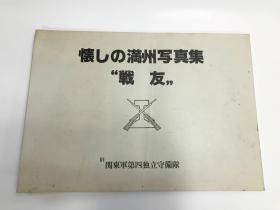 懐しの満州写真集
“戦 友„
旧関東軍第四独立守備隊